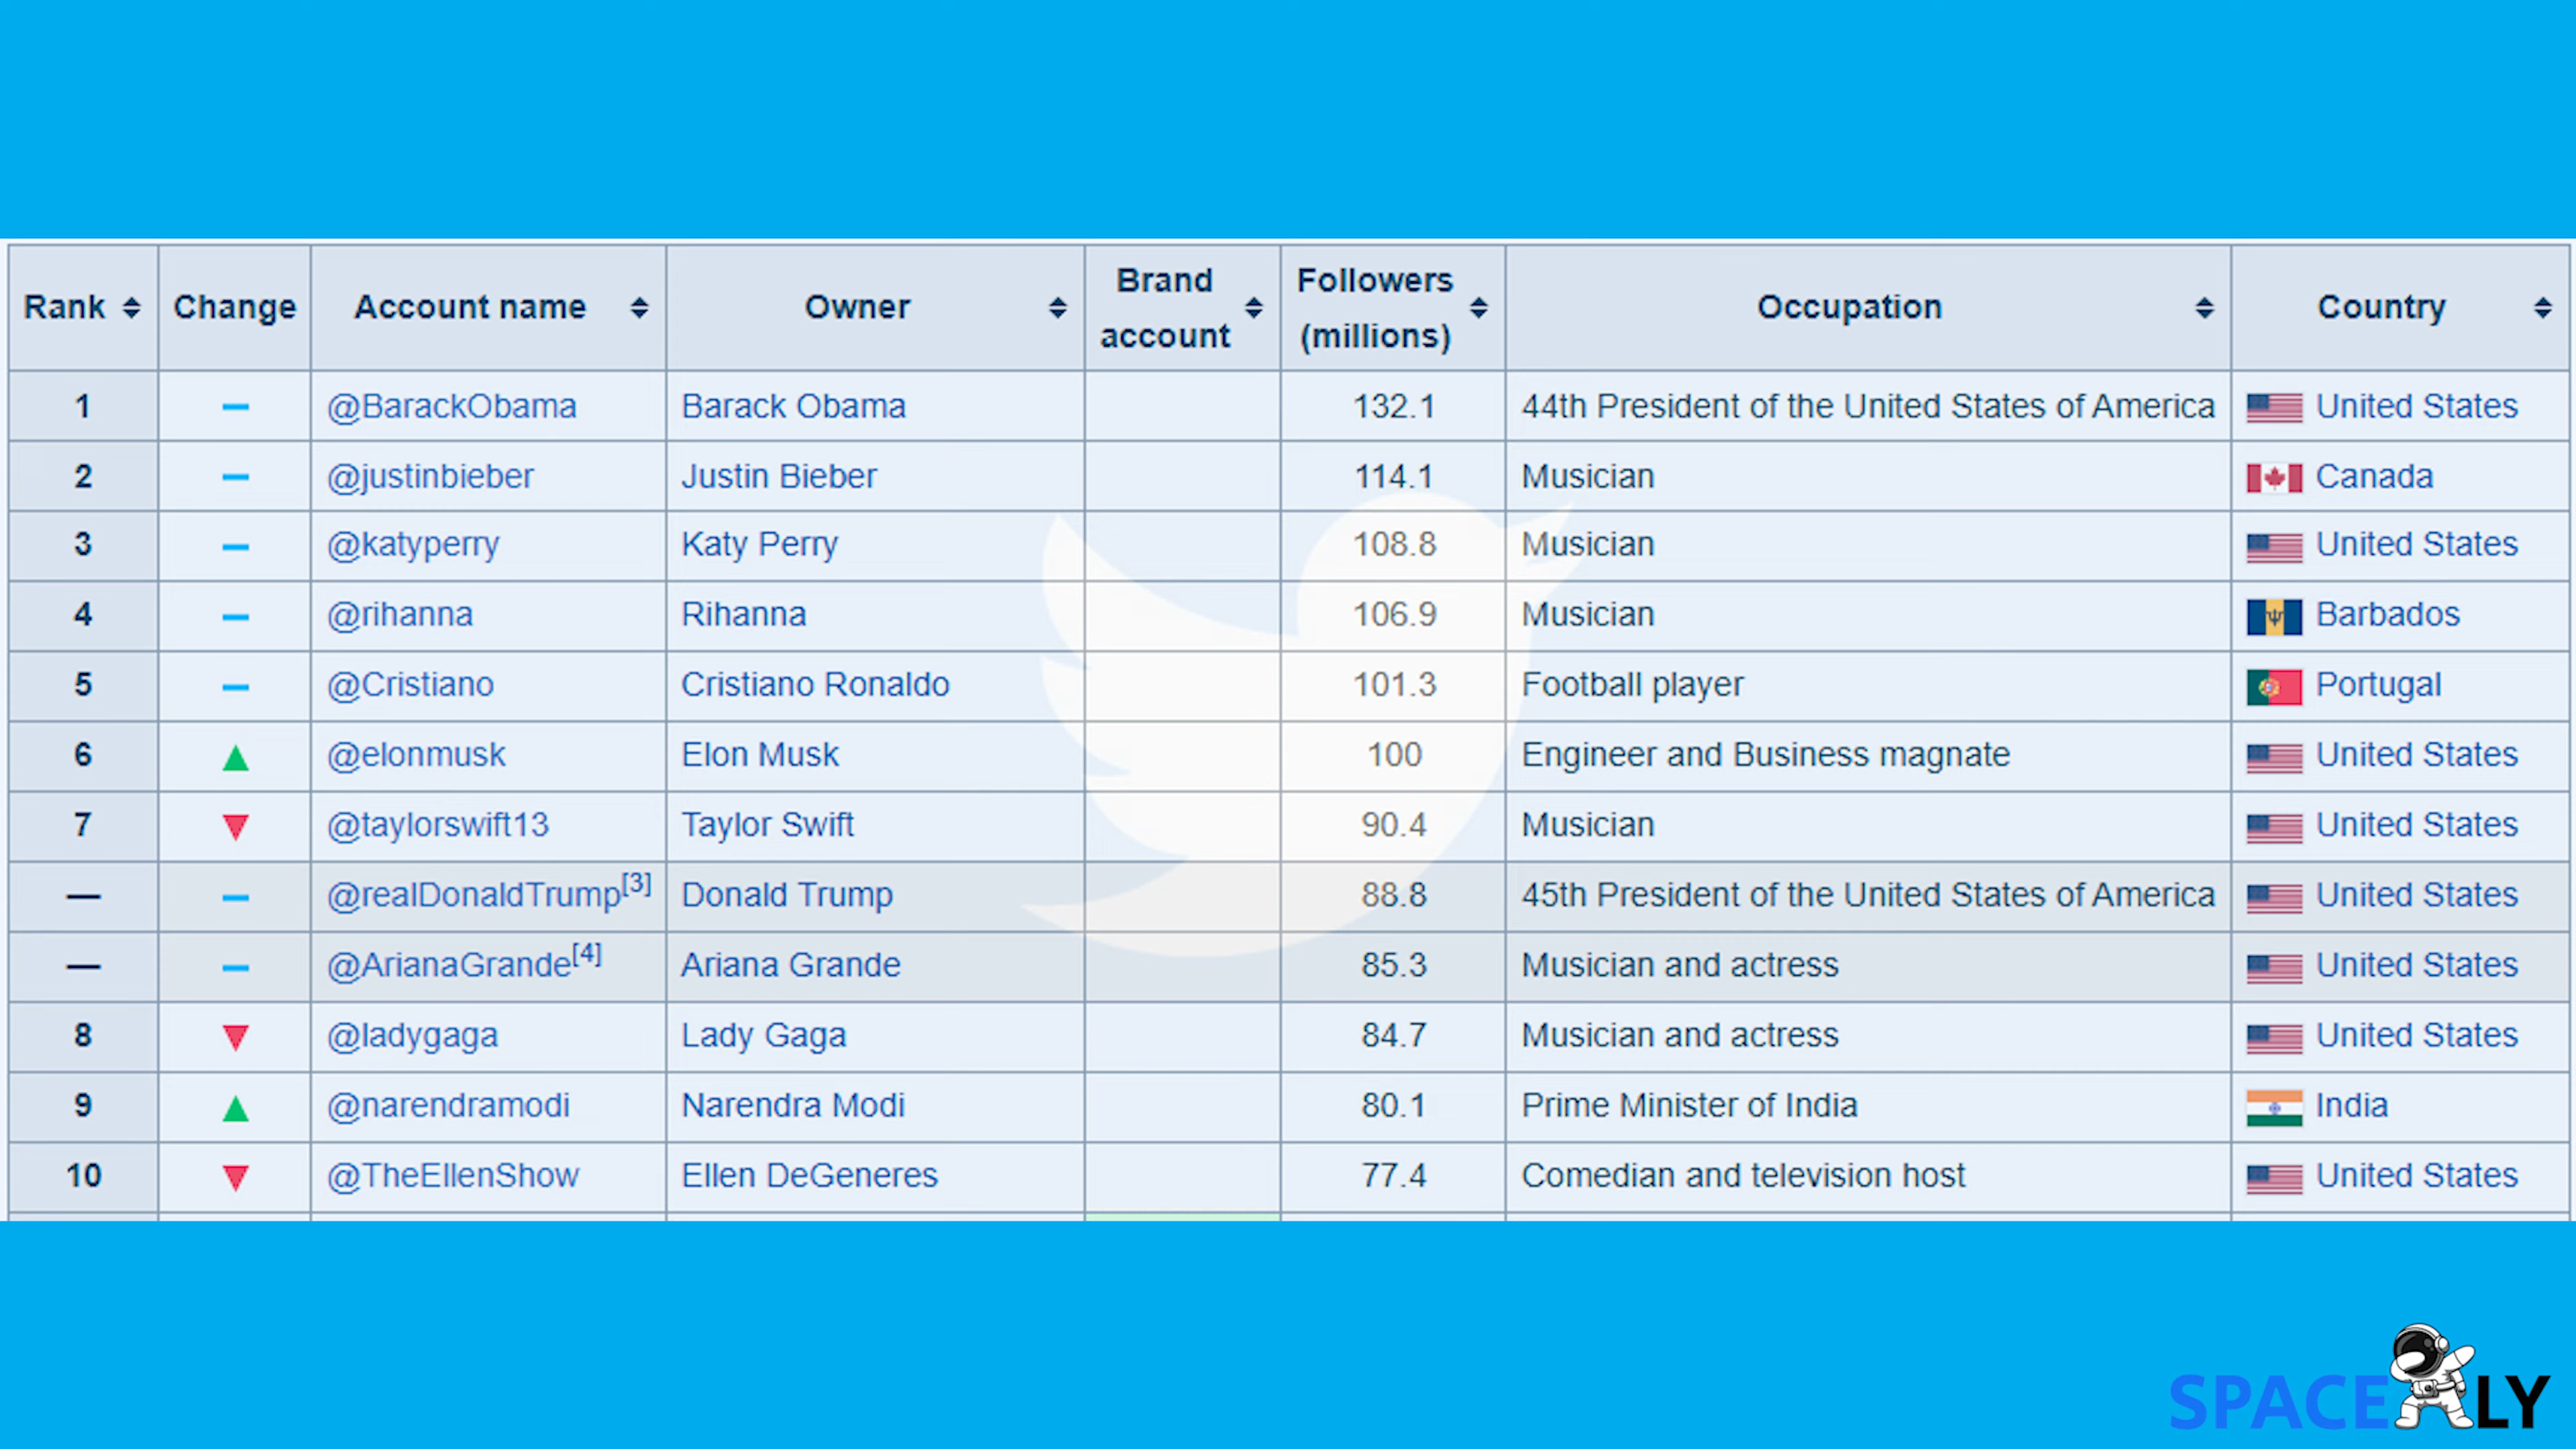 Rank Change Account name Owner Brand account Followers (millions) Occupation Country
1 @BarackObama Barack Obama 132.1 44th President of the United States of America United States
2 @justinbieber Justin Bieber 114.1 Musician Canada
3 @katyperry Katy Perry 108.8 Musician United States
4 @rihanna Rihanna 106.9 Musician Barbados
5 @Cristiano Cristiano Ronaldo 101.3 Football player Portugal
6 @elonmusk Elon Musk 100 Engineer and Business magnate United States
7 @taylorswift13 Taylor Swift 90.4 Musician United States
— @realDonaldTrump[3] Donald Trump 88.8 45th President of the United States of America United States
— @ArianaGrande[4] Ariana Grande 85.3 Musician and actress United States
8 @ladygaga Lady Gaga 84.7 Musician and actress United States
9 @narendramodi Narendra Modi 80.1 Prime Minister of India India
10 @TheEllenShow Ellen DeGeneres 77.4 Comedian and television host United States
SPACE LY